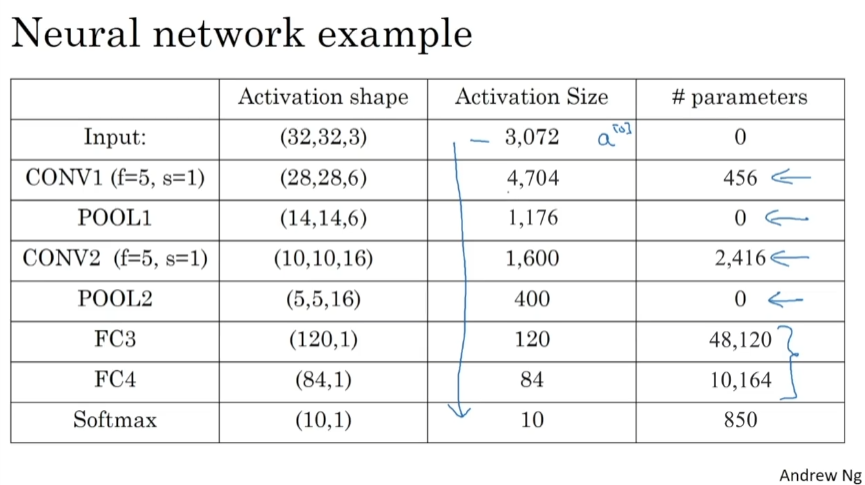 Neural network example
Activation shape Activation Size # parameters
Input: (32,32,3) 3,072 a[0] 0
CONV1 (f=5, s=1) (28,28,6) 4,704 456
POOL1 (14,14,6) 1,176 0
CONV2 (f=5, s=1) (10,10,16) 1,600 2,416
POOL2 (5,5,16) 400 0
FC3 (120,1) 120 48,120
FC4 (84,1) 84 10,164
Softmax (10,1) 10 850
Andrew Ng